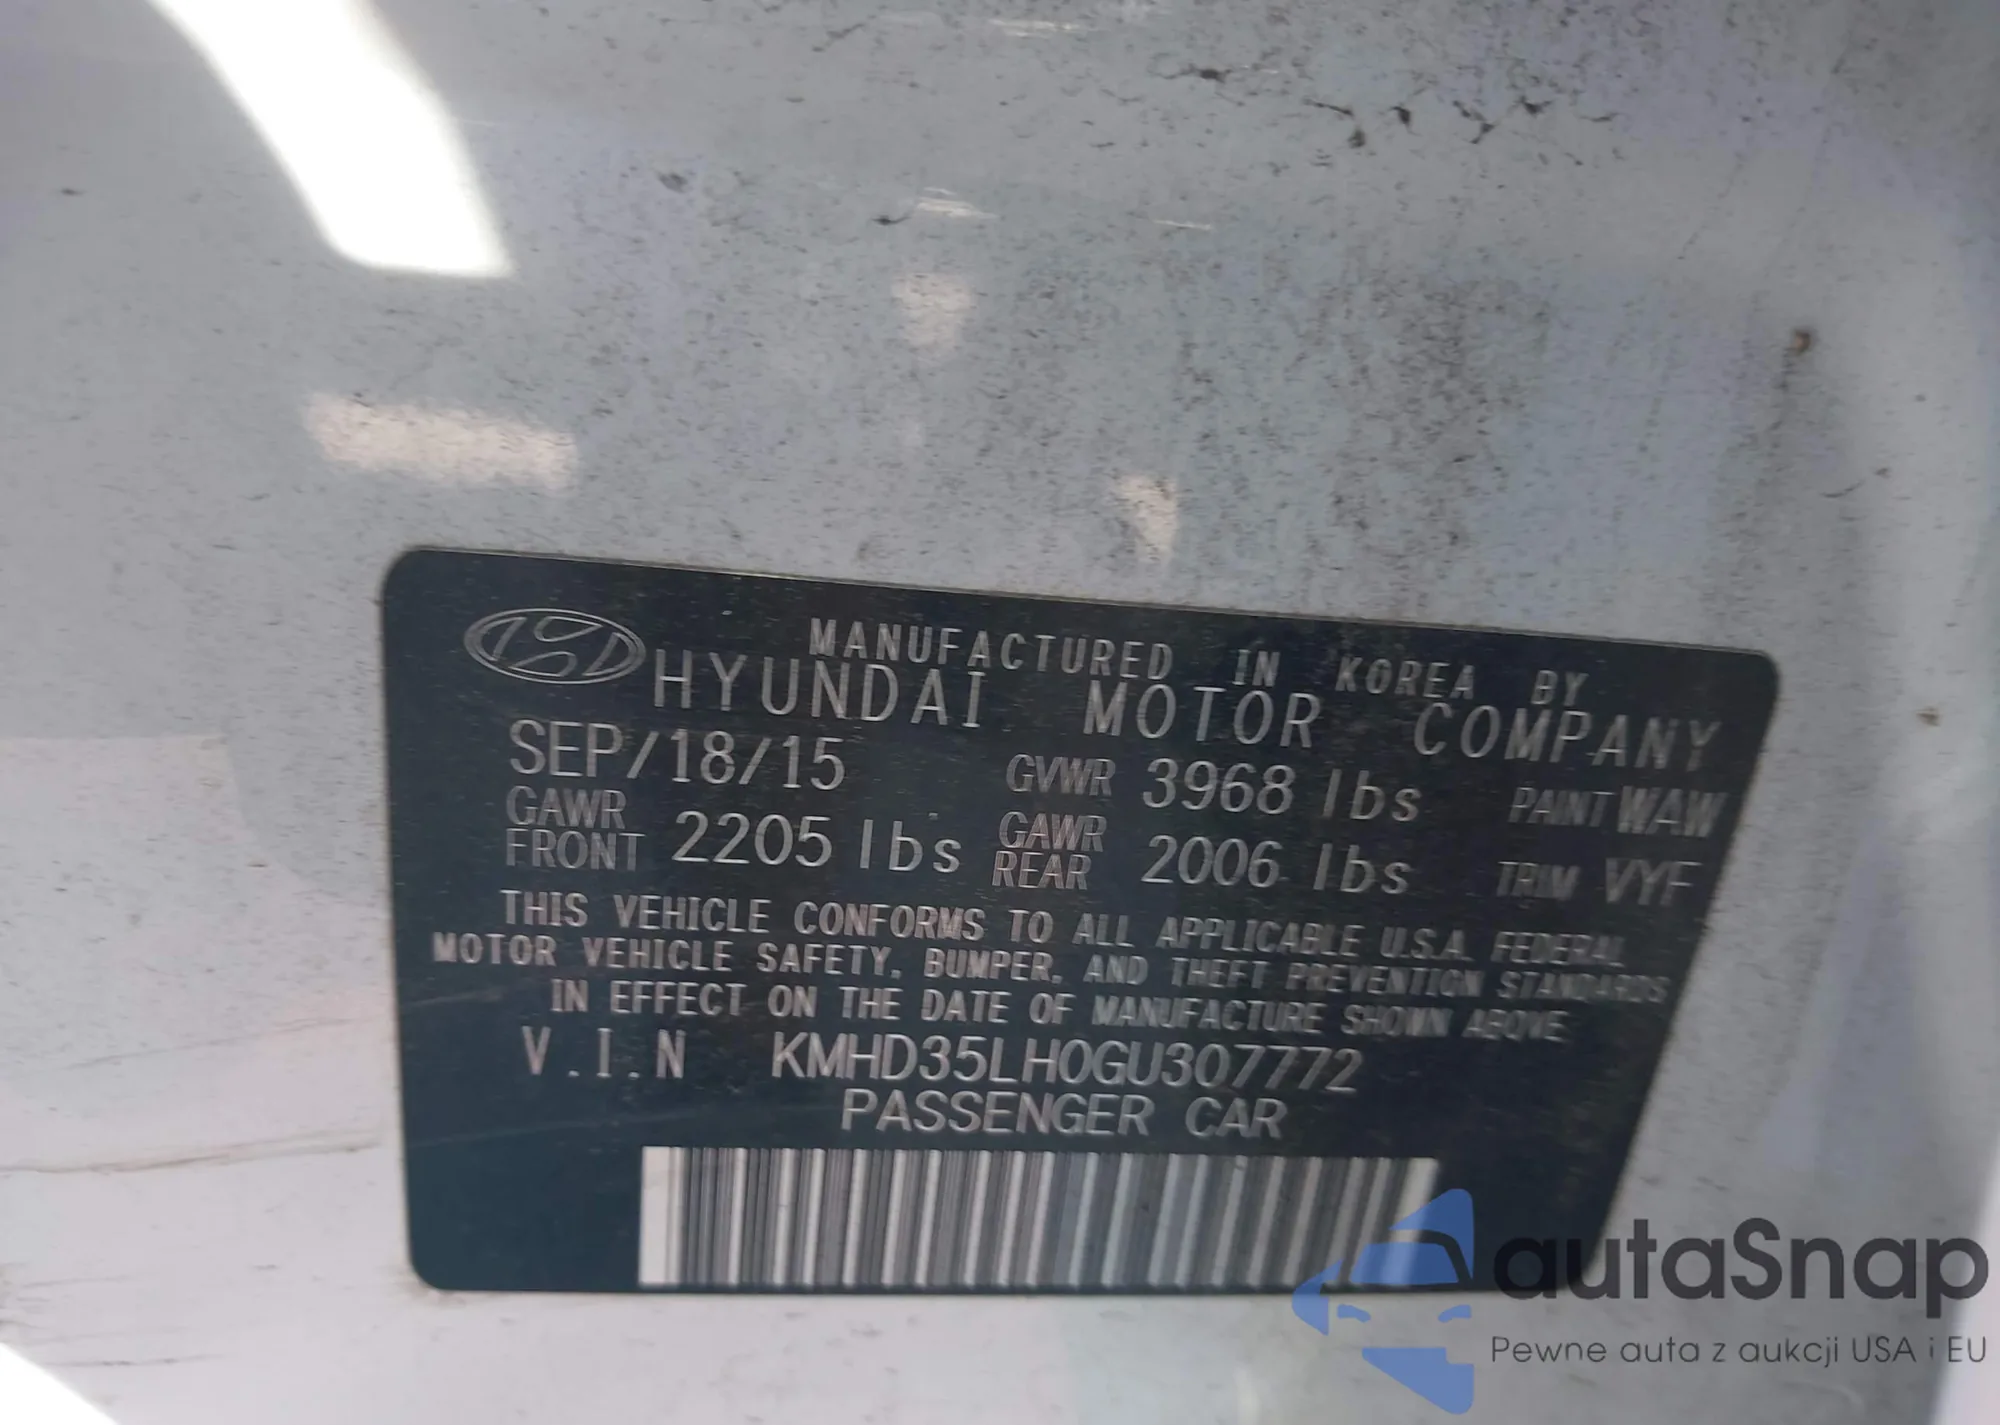 MANUFACTURED IN KOREA BY
HYUNDAI MOTOR COMPANY
SEP/18/15 GVWR 3968 lbs PAINT WAW
GAWR FRONT 2205 lbs GAWR REAR 2006 lbs TRIM VYF
THIS VEHICLE CONFORMS TO ALL APPLICABLE U.S.A. FEDERAL
MOTOR VEHICLE SAFETY, BUMPER, AND THEFT PREVENTION STANDARDS
IN EFFECT ON THE DATE OF MANUFACTURE SHOWN ABOVE
V.I.N KMHD35LH0GU307772
PASSENGER CAR
autaSnap
Pewne auta z aukcji USA i EU